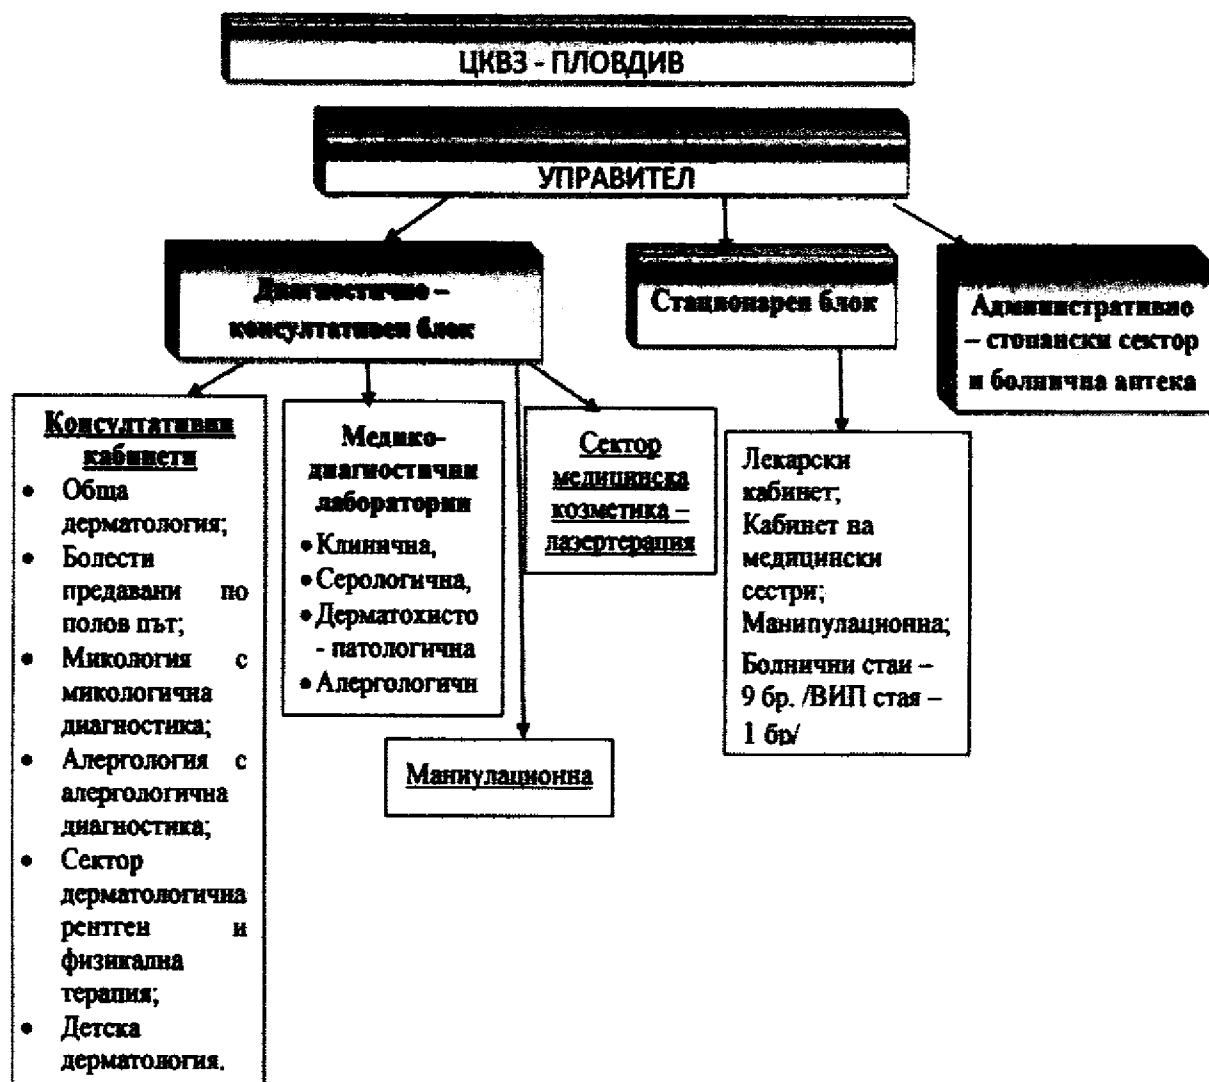 ЦКВЗ - ПЛОВДИВ
УПРАВИТЕЛ
Диагностично –
консултативен блок
Стационарен блок
Административно
– стопански сектор
и болнична аптека
Консултативни
кабинети
• Обща
дерматология;
• Болести
предавани по
полов път;
• Микология с
микологична
диагностика;
• Алергология с
алергологична
диагностика;
• Сектор
дерматологична
рентген и
физикална
терапия;
• Детска
дерматология.
Медико-
диагностични
лаборатории
• Клинична,
• Серологична,
• Дерматохисто
- патологична
• Алергологичн
Сектор
медицинска
козметика –
лазертерапия
Маниулационна
Лекарски
кабинет;
Кабинет на
медицински
сестри;
Манипулационна;
Болнични стаи –
9 бр. /ВИП стая –
1 бр/